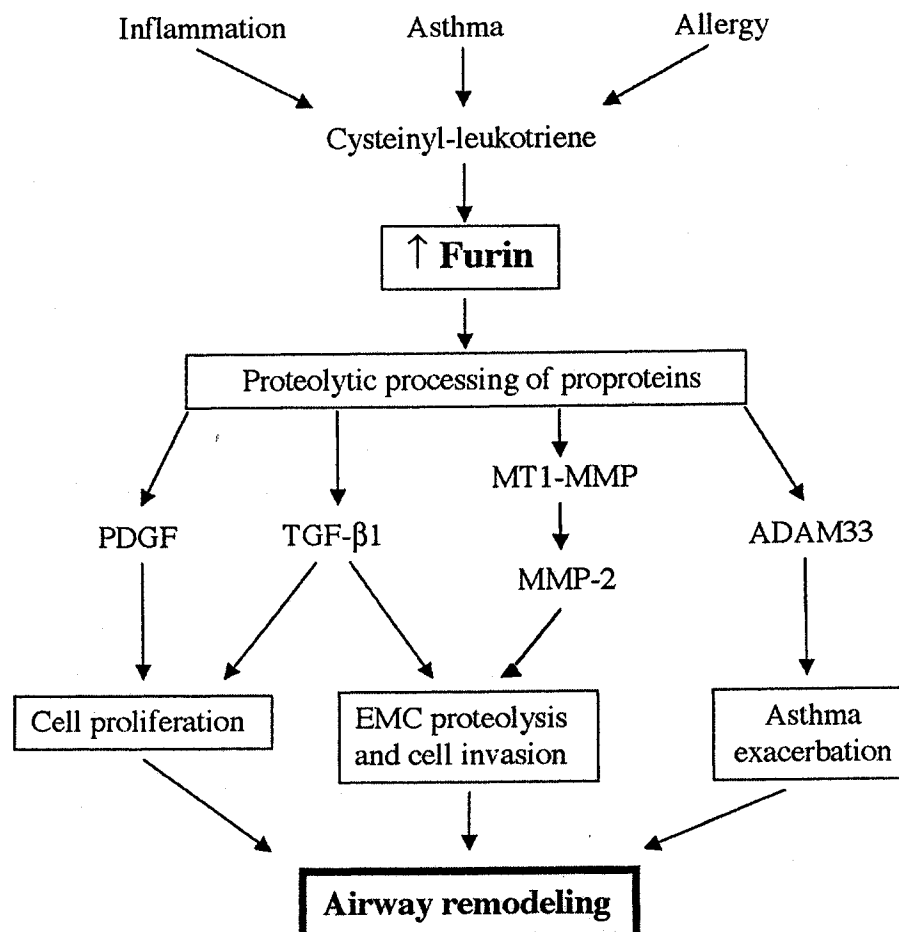 Inflammation
Asthma
Allergy
Cysteinyl-leukotriene
↑ Furin
Proteolytic processing of proproteins
MT1-MMP
PDGF
TGF-β1
ADAM33
MMP-2
Cell proliferation
EMC proteolysis
and cell invasion
Asthma
exacerbation
Airway remodeling